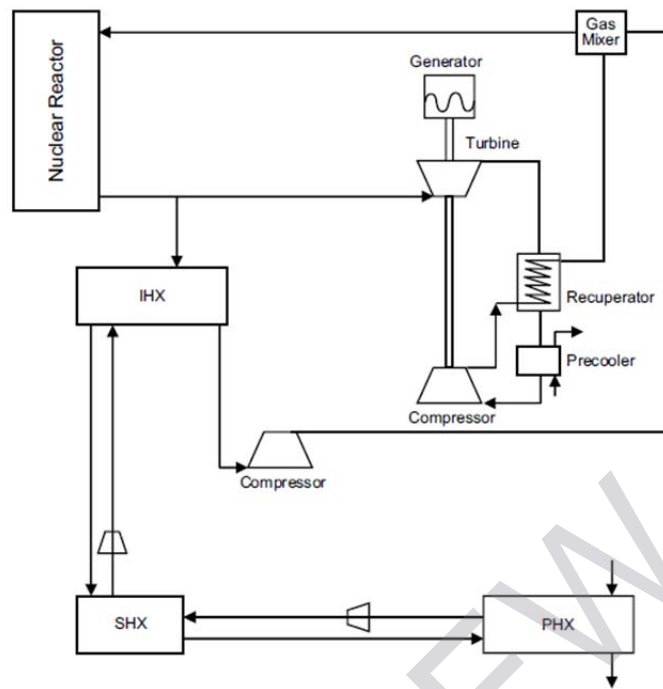 Gas
Mixer
Nuclear Reactor
Generator
Turbine
IHX
Recuperator
Precooler
Compressor
Compressor
SHX
PHX